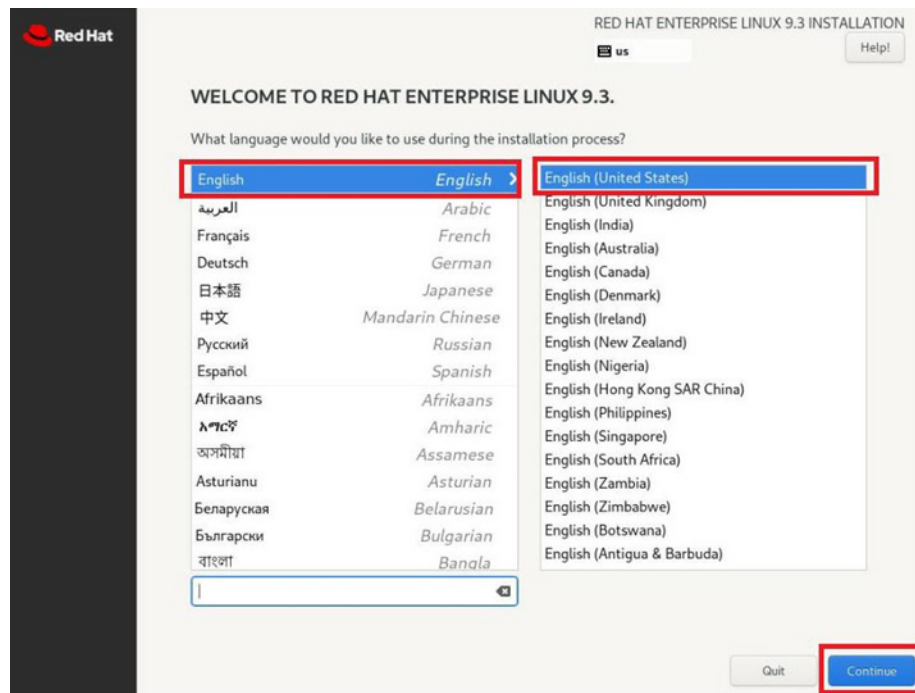 Red Hat
RED HAT ENTERPRISE LINUX 9.3 INSTALLATION
us
Help!
WELCOME TO RED HAT ENTERPRISE LINUX 9.3.
What language would you like to use during the installation process?
English English
العربية Arabic
Français French
Deutsch German
日本語 Japanese
中文 Mandarin Chinese
Русский Russian
Español Spanish
Afrikaans Afrikaans
አማርኛ Amharic
অসমীয়া Assamese
Asturianu Asturian
Беларуская Belarusian
Български Bulgarian
বাংলা Bangla
English (United States)
English (United Kingdom)
English (India)
English (Australia)
English (Canada)
English (Denmark)
English (Ireland)
English (New Zealand)
English (Nigeria)
English (Hong Kong SAR China)
English (Philippines)
English (Singapore)
English (South Africa)
English (Zambia)
English (Zimbabwe)
English (Botswana)
English (Antigua & Barbuda)
Quit
Continue